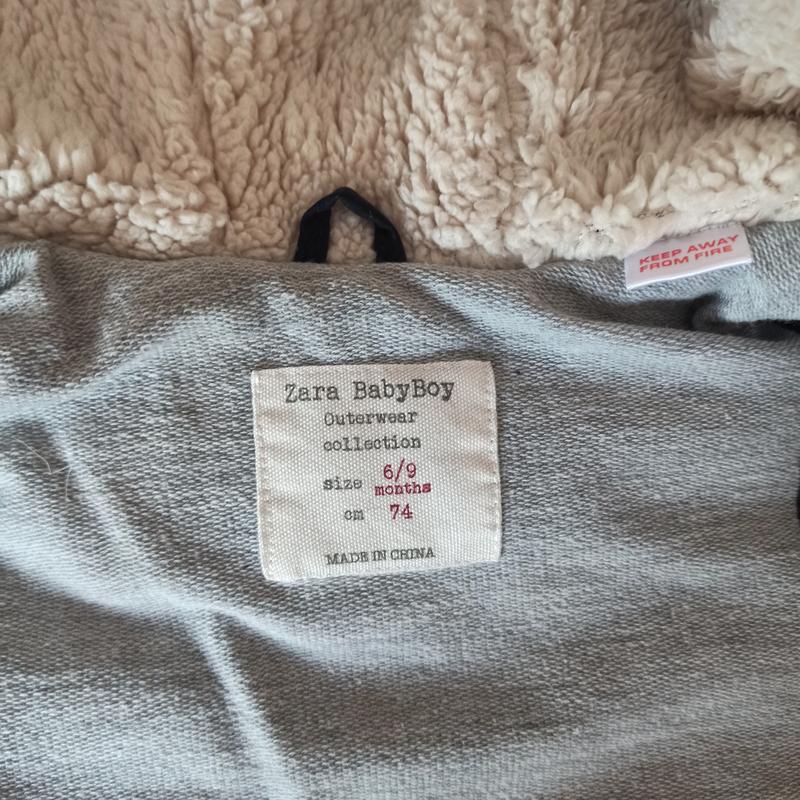 KEEP AWAY
FROM FIRE
Zara BabyBoy
Outerwear
collection
size 6/9
months
cm 74
MADE IN CHINA